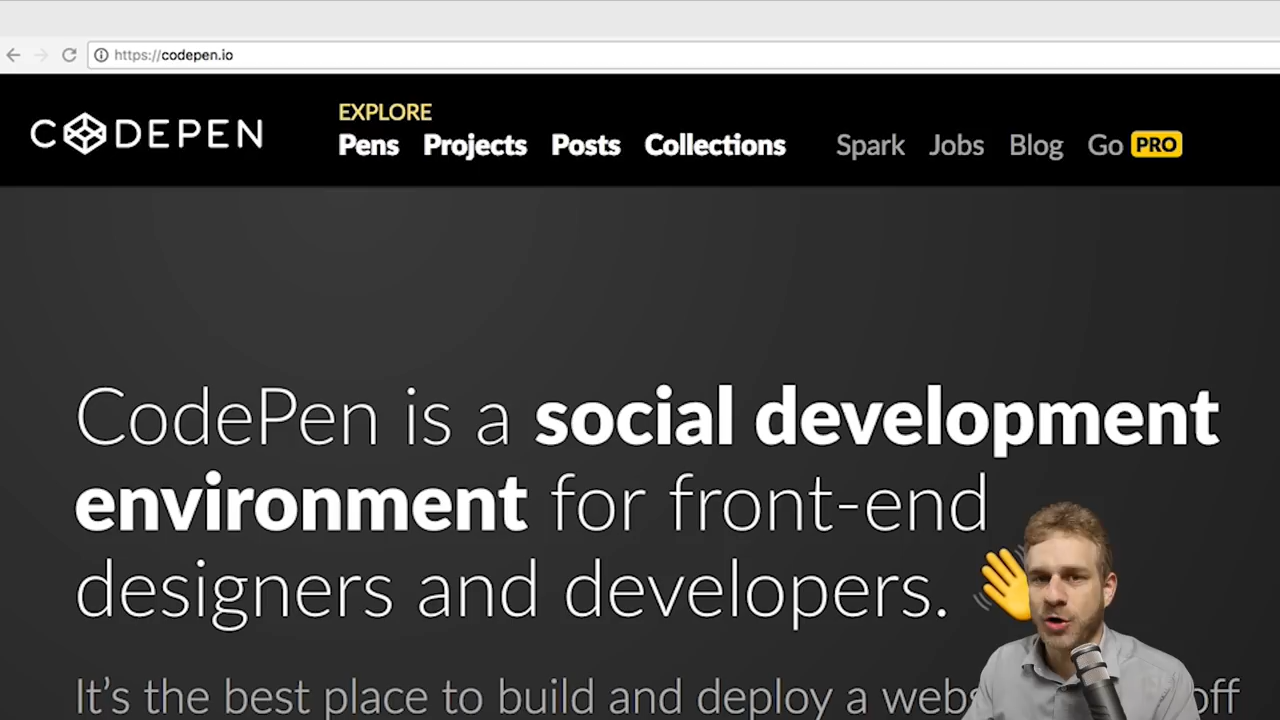 https://codepen.io
CODEPEN
EXPLORE
Pens Projects Posts Collections Spark Jobs Blog Go PRO
CodePen is a social development
environment for front-end
designers and developers.
It's the best place to build and deploy a off